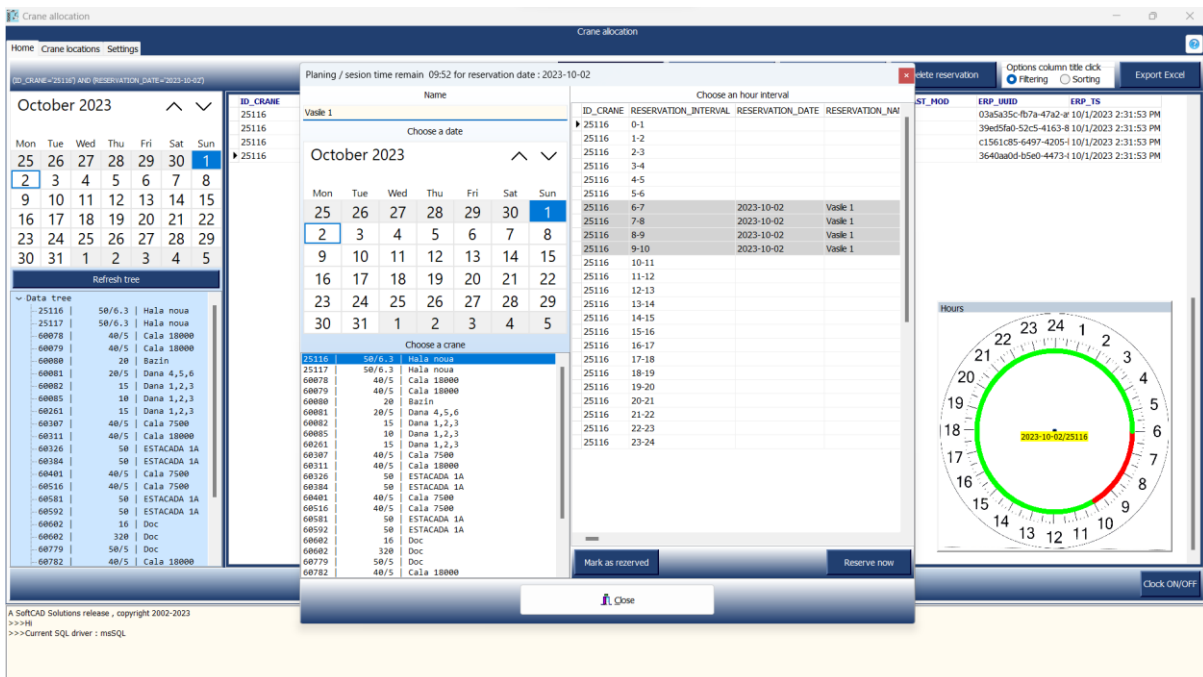 Crane allocation
Crane allocation
Home Crane locations Settings
(ID_CRANE='25116') AND (RESERVATION_DATE='2023-10-02')
elete reservation
Options column title click
Filtering Sorting
Export Excel
October 2023
Mon Tue Wed Thu Fri Sat Sun
25 26 27 28 29 30 1
2 3 4 5 6 7 8
9 10 11 12 13 14 15
16 17 18 19 20 21 22
23 24 25 26 27 28 29
30 31 1 2 3 4 5
Refresh tree
Data tree
25116 | 50/6.3 | Hala noua
25117 | 50/6.3 | Hala noua
60078 | 40/5 | Cala 18000
60079 | 40/5 | Cala 18000
60080 | 20 | Bazin
60081 | 20/5 | Dana 4,5,6
60082 | 15 | Dana 1,2,3
60085 | 10 | Dana 1,2,3
60261 | 15 | Dana 1,2,3
60307 | 40/5 | Cala 7500
60311 | 40/5 | Cala 18000
60326 | 50 | ESTACADA 1A
60384 | 50 | ESTACADA 1A
60401 | 40/5 | Cala 7500
60516 | 40/5 | Cala 7500
60581 | 50 | ESTACADA 1A
60592 | 50 | ESTACADA 1A
60602 | 16 | Doc
60602 | 320 | Doc
60779 | 50/5 | Doc
60782 | 40/5 | Cala 18000
ID_CRANE
25116
25116
25116
25116
Planing / sesion time remain 09:52 for reservation date : 2023-10-02
Name
Vasile 1
Choose a date
October 2023
Mon Tue Wed Thu Fri Sat Sun
25 26 27 28 29 30 1
2 3 4 5 6 7 8
9 10 11 12 13 14 15
16 17 18 19 20 21 22
23 24 25 26 27 28 29
30 31 1 2 3 4 5
Choose a crane
25116 | 50/6.3 | Hala noua
25117 | 50/6.3 | Hala noua
60078 | 40/5 | Cala 18000
60079 | 40/5 | Cala 18000
60080 | 20 | Bazin
60081 | 20/5 | Dana 4,5,6
60082 | 15 | Dana 1,2,3
60085 | 10 | Dana 1,2,3
60261 | 15 | Dana 1,2,3
60307 | 40/5 | Cala 7500
60311 | 40/5 | Cala 18000
60326 | 50 | ESTACADA 1A
60384 | 50 | ESTACADA 1A
60401 | 40/5 | Cala 7500
60516 | 40/5 | Cala 7500
60581 | 50 | ESTACADA 1A
60592 | 50 | ESTACADA 1A
60602 | 16 | Doc
60602 | 320 | Doc
60779 | 50/5 | Doc
60782 | 40/5 | Cala 18000
Choose an hour interval
ID_CRANE RESERVATION_INTERVAL RESERVATION_DATE RESERVATION_NAI
25116 0-1
25116 1-2
25116 2-3
25116 3-4
25116 4-5
25116 5-6
25116 6-7 2023-10-02 Vasile 1
25116 7-8 2023-10-02 Vasile 1
25116 8-9 2023-10-02 Vasile 1
25116 9-10 2023-10-02 Vasile 1
25116 10-11
25116 11-12
25116 12-13
25116 13-14
25116 14-15
25116 15-16
25116 16-17
25116 17-18
25116 18-19
25116 19-20
25116 20-21
25116 21-22
25116 22-23
25116 23-24
Mark as rezerved
Reserve now
Close
ST_MOD ERP_UUID ERP_TS
03a5a35c-fb7a-47a2-a 10/1/2023 2:31:53 PM
39ed5fa0-52c5-4163-8 10/1/2023 2:31:53 PM
c1561c85-6497-4205-l 10/1/2023 2:31:53 PM
3640aa0d-b5e0-4473-l 10/1/2023 2:31:53 PM
Hours
1 2 3 4 5 6 7 8 9 10 11 12 13 14 15 16 17 18 19 20 21 22 23 24
2023-10-02/25116
Clock ON/OFF
A SoftCAD Solutions release , copyright 2002-2023
>>>Hi
>>>Current SQL driver : msSQL